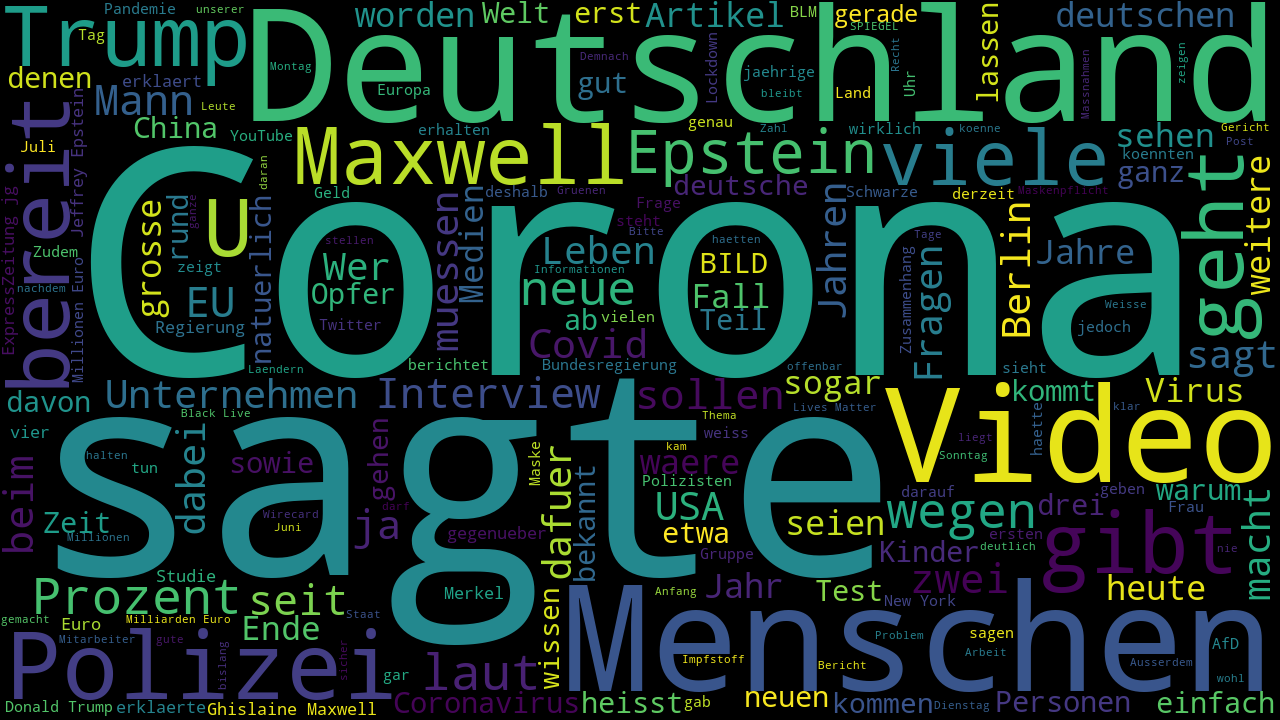 Trump
Deutschland
Pandemie
unserer
Tag
worden
Welt
erst
Artikel
BLM
gerade
SPIEGEL
deutschen
denen
erklaert
Mann
Leute
Montag
Europa
gut
Demnach
Lockdown
jaehrige
bleibt
Land
Recht
Uhr
lassen
Massnahmen
zeigen
bereit
Juli
China
YouTube
Jeffrey Epstein
Maxwell
erhalten
genau
Zahl
wirklich
koenne
Epstein
viele
sehen
koennten
ganz
Gericht
Post
geht
weitere
ExpressZeitung jg
Zudem
nachdem
Millionen Euro
Corona
daran
Geld
deshalb
Gruenen
deutsche
Frage
steht
Bitte
Schwarze
derzeit
Maskenpflicht
grosse
rund
ganze
U
natuerlich
stellen
Wer
Opfer
Twitter
muessen
Medien
Leben
Informationen
neue
ab
vielen
haetten
BILD
Fall
Teil
Jahren
Zusammenhang
Tage
Fragen
Berlin
Jahre
Weisse
jedoch
zeigt
EU
Regierung
Laendern
berichtet
Covid
Bundesregierung
offenbar
sieht
sagt
davon
Unternehmen
Interview
sollen
sogar
kommt
Virus
vier
Black Live
Thema
Lives Matter
weiss
klar
Video
sagte
halten
tun
dabei
sowie
gehen
Maske
kam
waere
Polizisten
liegt
Sonntag
haette
beim
Zeit
Millionen
Wirecard
Juni
darf
ja
gegenueber
dafuer
bekannt
USA
etwa
Gruppe
seien
wegen
darauf
drei
geben
warum
Frau
Kinder
ersten
deutlich
gibt
nie
macht
Studie
Prozent
seit
Merkel
Anfang
Jahr
Test
zwei
New York
heute
gemacht
Euro
Milliarden Euro
Ende
Staat
wissen
Menschen
Problem
sagen
Arbeit
AfD
Polizei
Mitarbeiter
gute
bislang
sicher
gar
laut
Impfstoff
Bericht
Ausserdem
wohl
Donald Trump
erklaerte
Ghislaine Maxwell
Coronavirus
heisst
gab
neuen
kommen
Dienstag
Personen
einfach